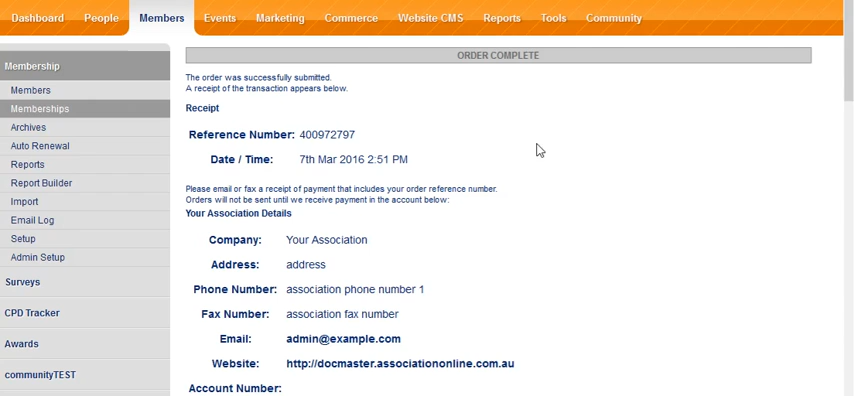 Dashboard People Members Events Marketing Commerce Website CMS Reports Tools Community
Membership
Members
Memberships
Archives
Auto Renewal
Reports
Report Builder
Import
Email Log
Setup
Admin Setup
Surveys
CPD Tracker
Awards
communityTEST
ORDER COMPLETE
The order was successfully submitted.
A receipt of the transaction appears below.
Receipt
Reference Number: 400972797
Date / Time: 7th Mar 2016 2:51 PM
Please email or fax a receipt of payment that includes your order reference number.
Orders will not be sent until we receive payment in the account below:
Your Association Details
Company: Your Association
Address: address
Phone Number: association phone number 1
Fax Number: association fax number
Email: admin@example.com
Website: http://docmaster.associationonline.com.au
Account Number: